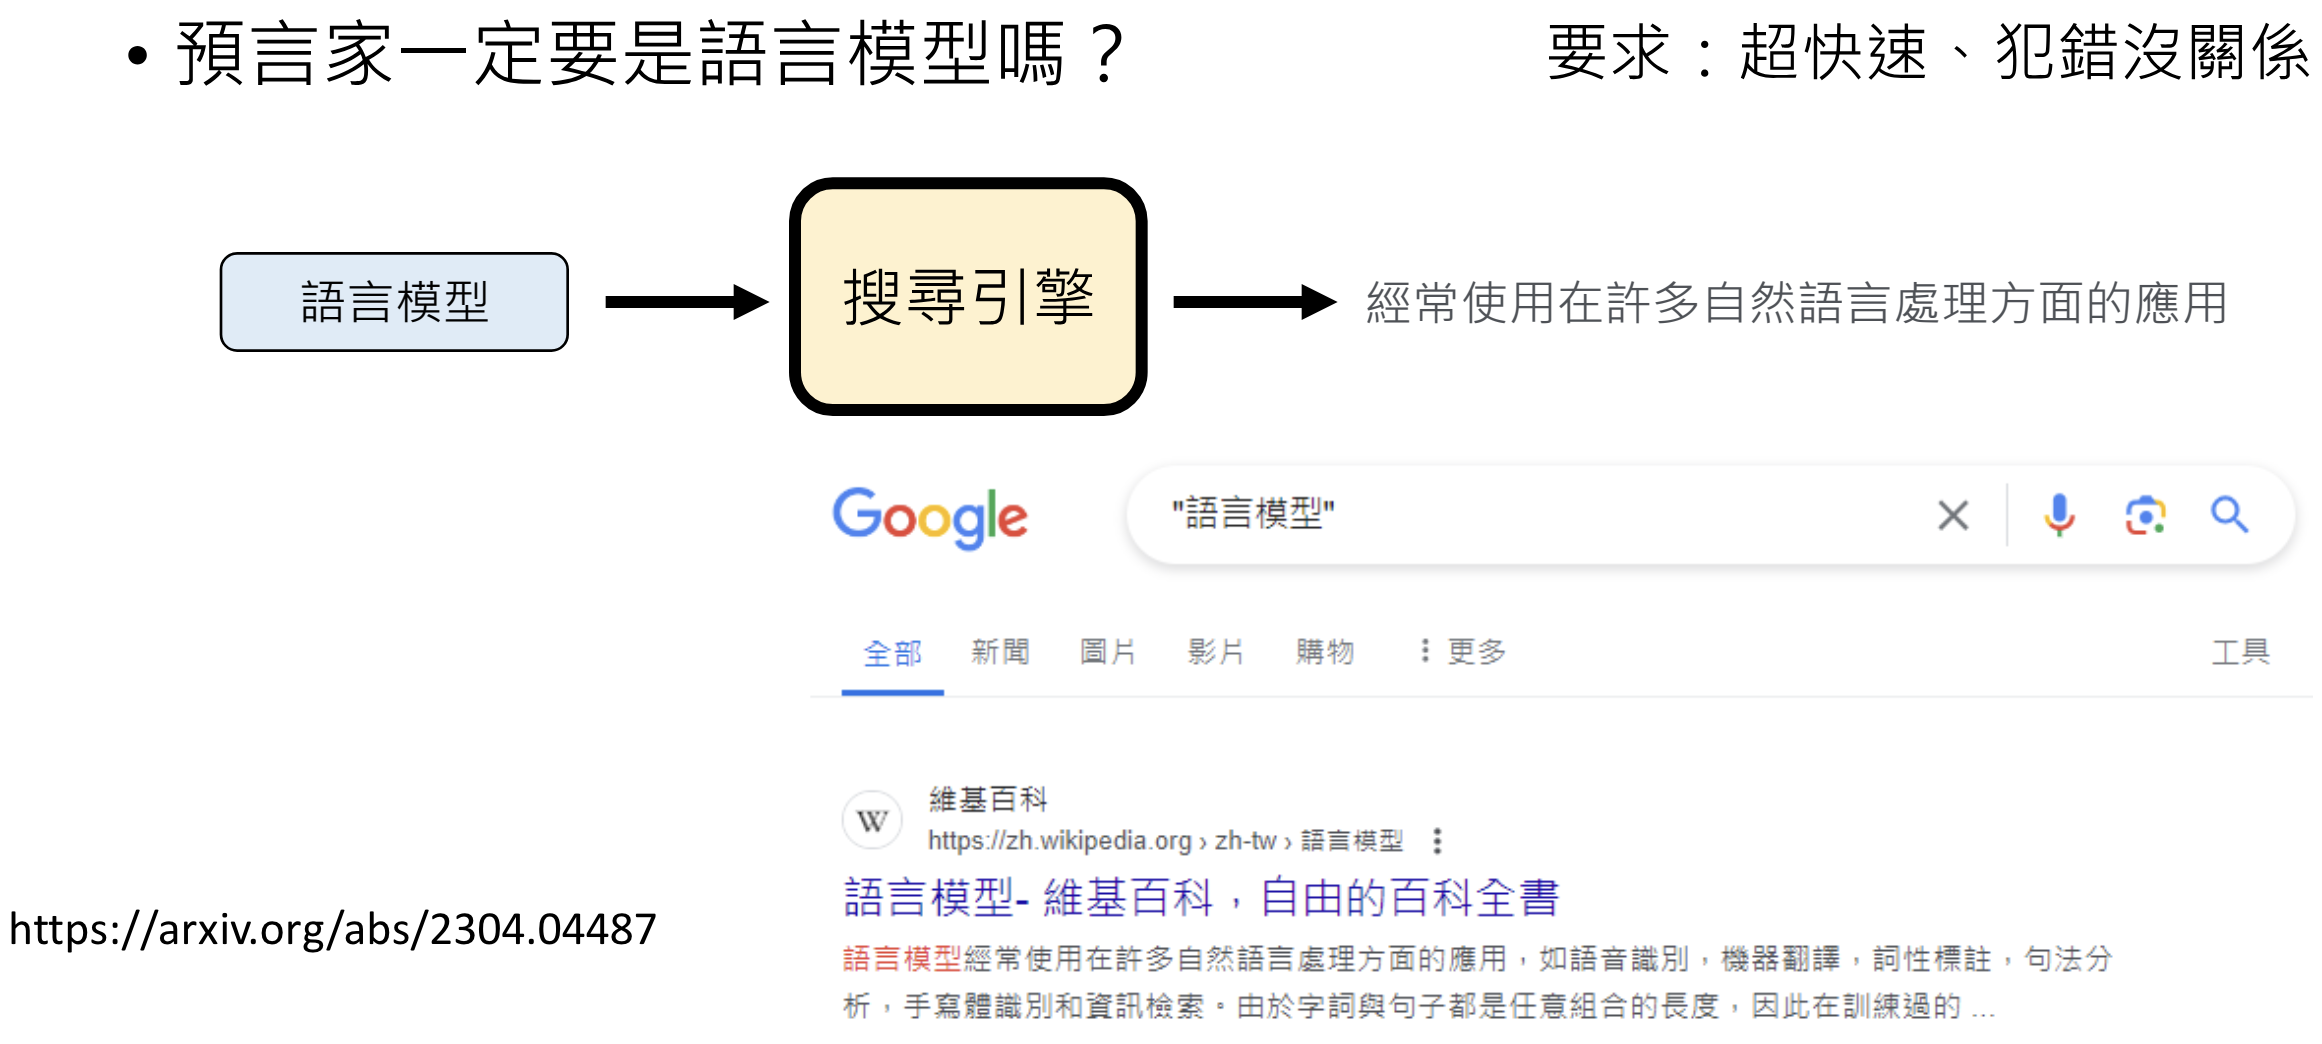 • 預言家一定要是語言模型嗎？
要求：超快速、犯錯沒關係
語言模型
搜尋引擎
經常使用在許多自然語言處理方面的應用
Google
"語言模型"
全部 新聞 圖片 影片 購物 更多 工具
W
維基百科
https://zh.wikipedia.org › zh-tw › 語言模型
語言模型- 維基百科，自由的百科全書
語言模型經常使用在許多自然語言處理方面的應用，如語音識別，機器翻譯，詞性標註，句法分
析，手寫體識別和資訊檢索。由於字詞與句子都是任意組合的長度，因此在訓練過的 ...
https://arxiv.org/abs/2304.04487